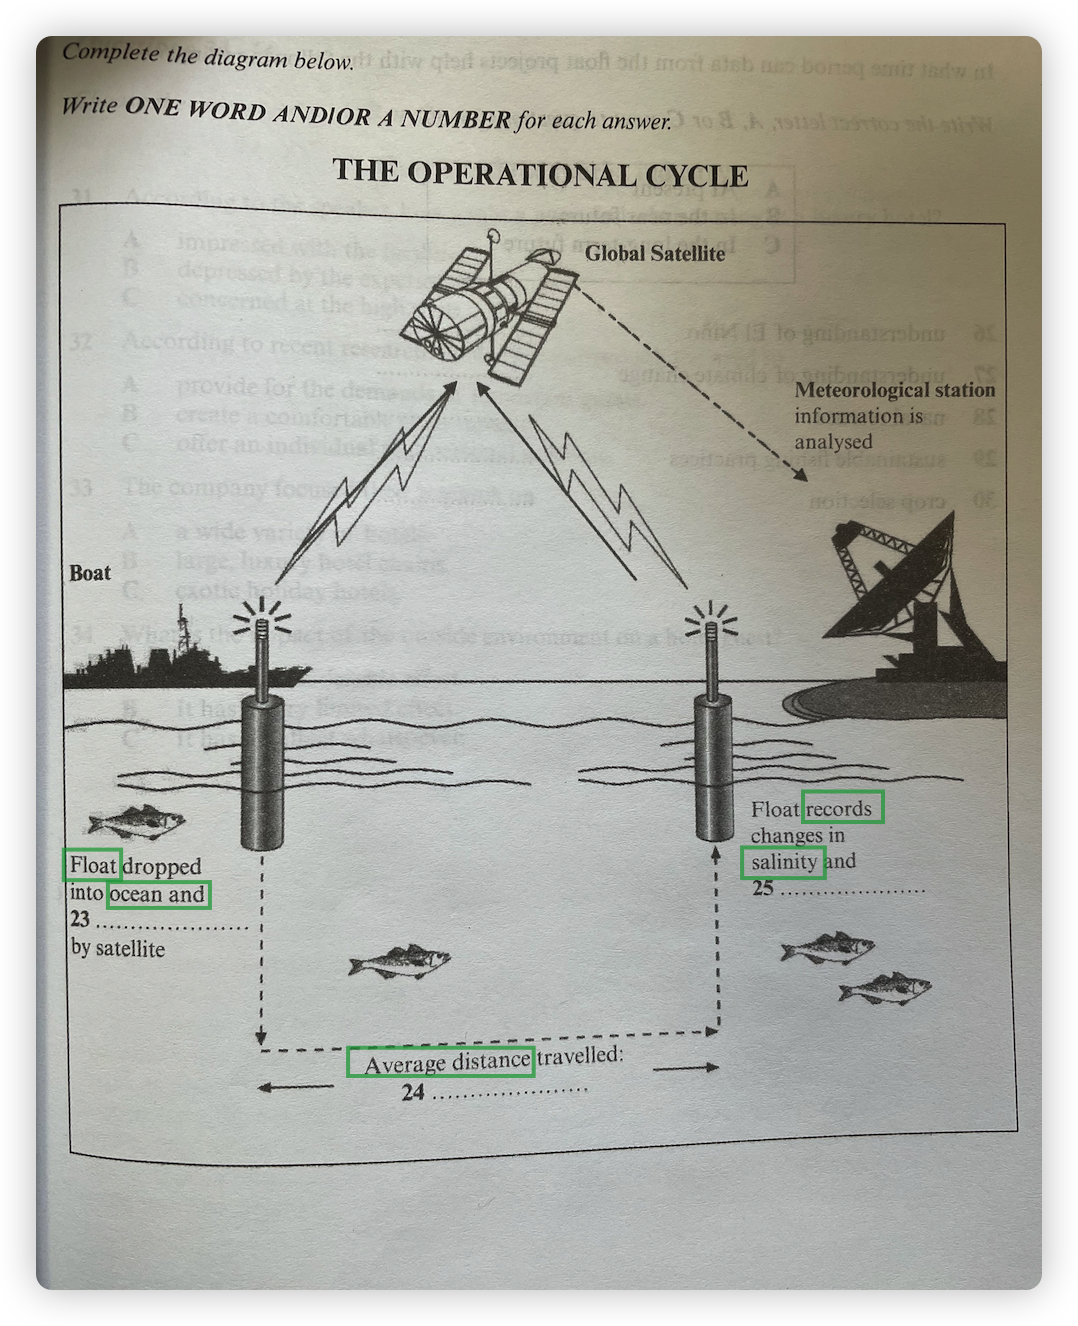 Complete the diagram below.
Write ONE WORD AND/OR A NUMBER for each answer.
THE OPERATIONAL CYCLE
Global Satellite
Meteorological station
information is
analysed
Boat
Float records
changes in
salinity and
25 ......................
Float dropped
into ocean and
23 ......................
by satellite
Average distance travelled:
24 ......................